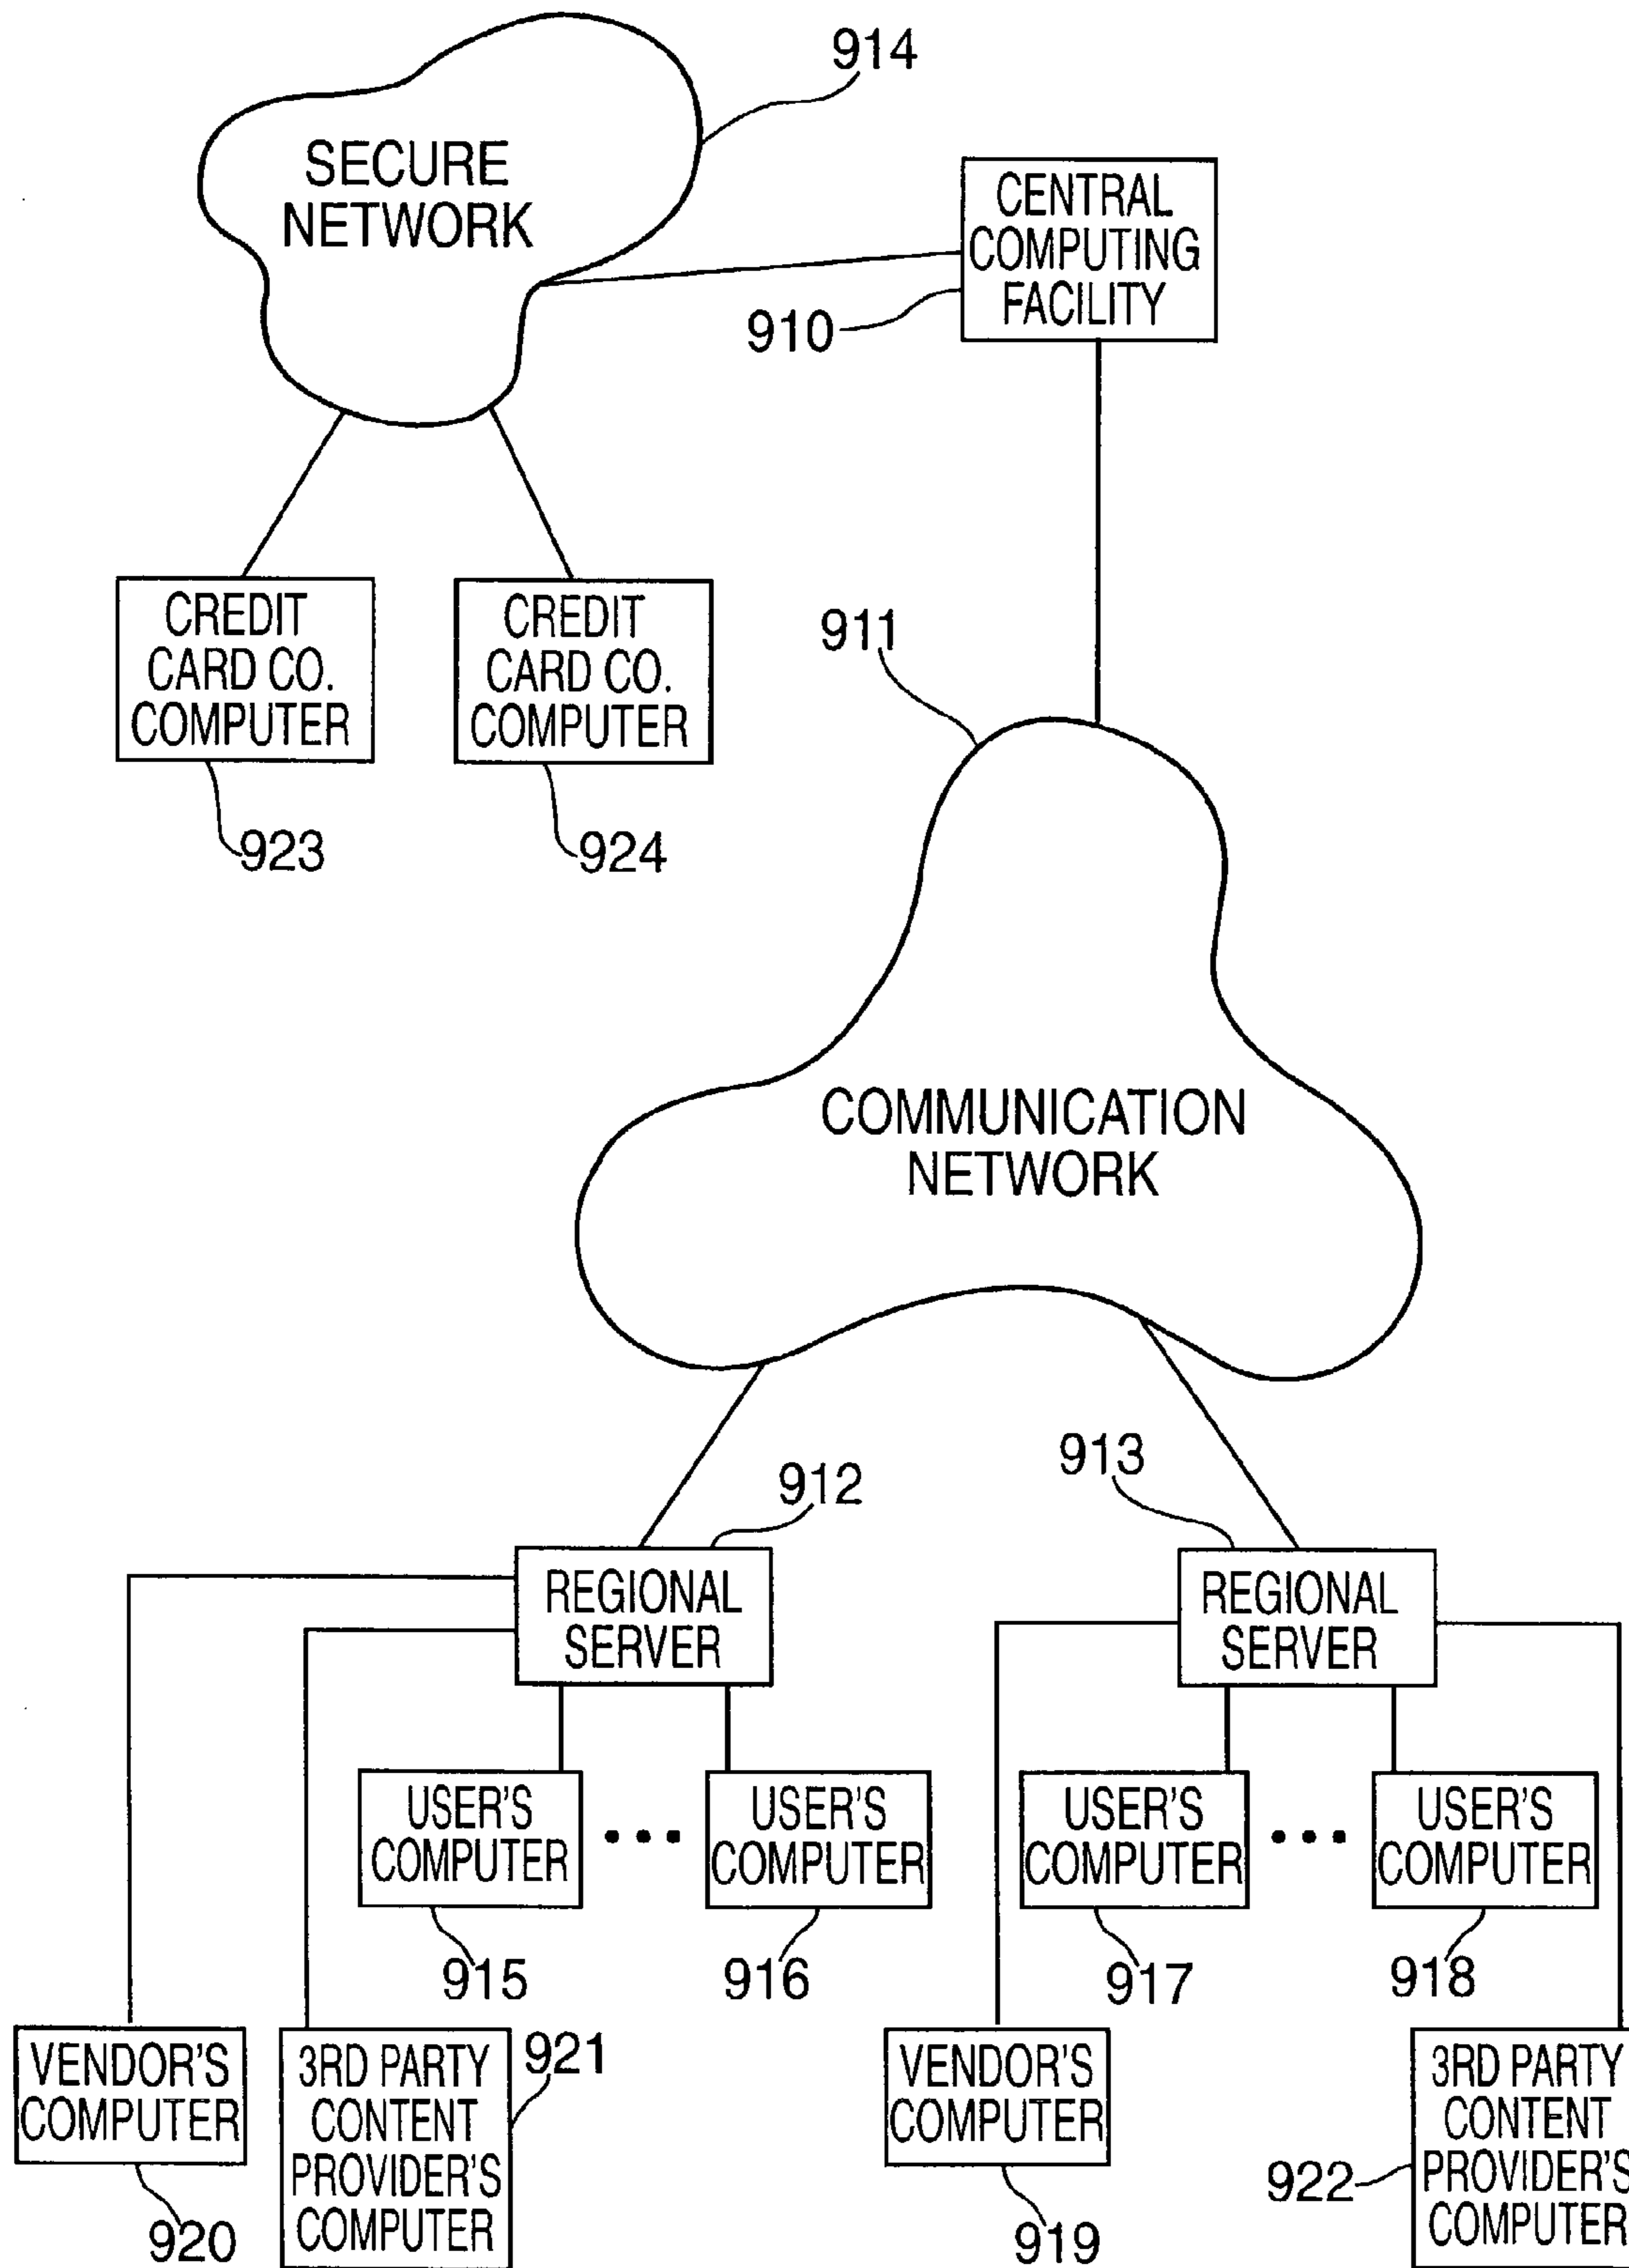 914
SECURE
NETWORK
CENTRAL
COMPUTING
FACILITY
910
CREDIT
CARD CO.
COMPUTER
CREDIT
CARD CO.
COMPUTER
911
923
924
COMMUNICATION
NETWORK
912
913
REGIONAL
SERVER
REGIONAL
SERVER
USER'S
COMPUTER
USER'S
COMPUTER
USER'S
COMPUTER
USER'S
COMPUTER
915
916
917
918
VENDOR'S
COMPUTER
3RD PARTY
CONTENT
PROVIDER'S
COMPUTER
921
VENDOR'S
COMPUTER
3RD PARTY
CONTENT
PROVIDER'S
COMPUTER
922
920
919